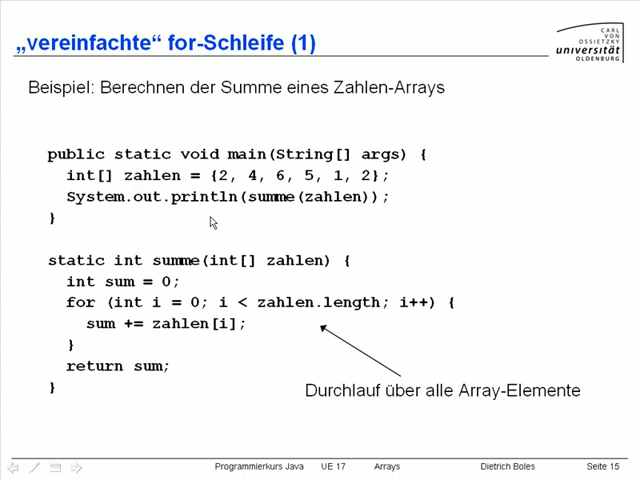 „vereinfachte“ for-Schleife (1)
CARL
VON
OSSIETZKY
universität
OLDENBURG
Beispiel: Berechnen der Summe eines Zahlen-Arrays
public static void main(String[] args) {
int[] zahlen = {2, 4, 6, 5, 1, 2};
System.out.println(summe(zahlen));
}
static int summe(int[] zahlen) {
int sum = 0;
for (int i = 0; i < zahlen.length; i++) {
sum += zahlen[i];
}
return sum;
}
Durchlauf über alle Array-Elemente
Programmierkurs Java UE 17 Arrays Dietrich Boles Seite 15